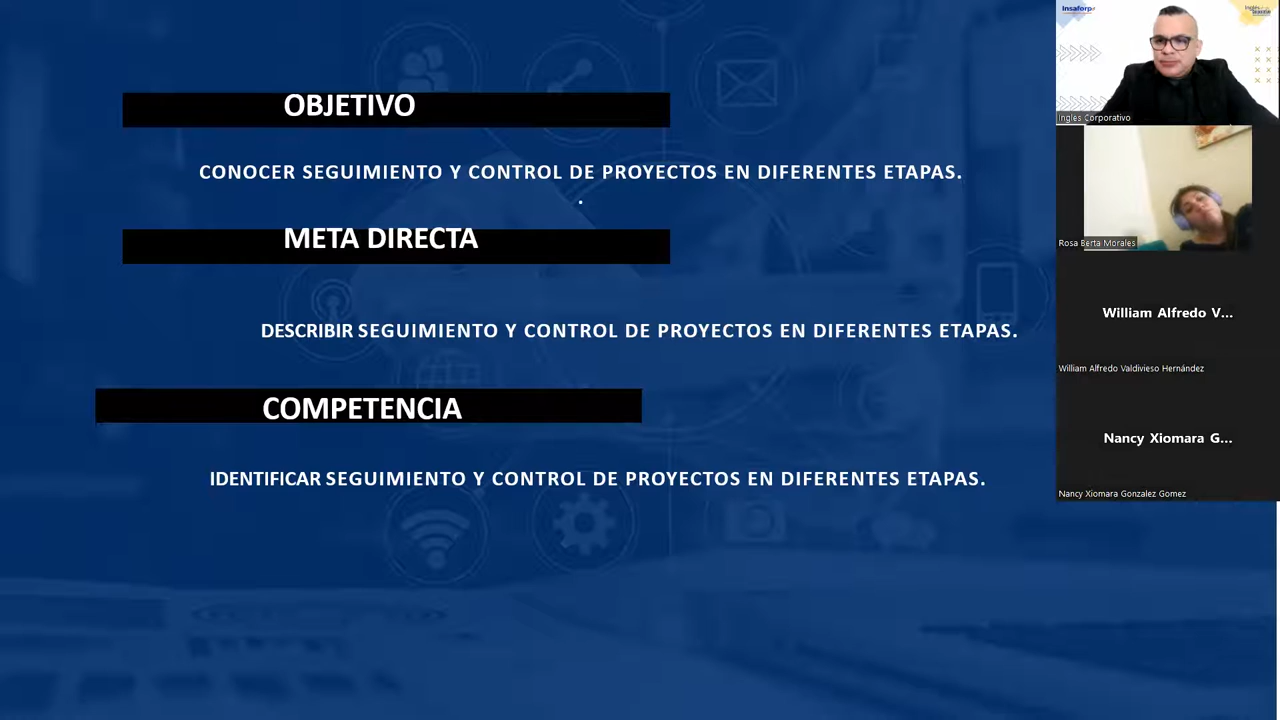 OBJETIVO
CONOCER SEGUIMIENTO Y CONTROL DE PROYECTOS EN DIFERENTES ETAPAS.
.
META DIRECTA
DESCRIBIR SEGUIMIENTO Y CONTROL DE PROYECTOS EN DIFERENTES ETAPAS.
COMPETENCIA
IDENTIFICAR SEGUIMIENTO Y CONTROL DE PROYECTOS EN DIFERENTES ETAPAS.
Insaforp
Ingles Corporativo
Rosa Berta Morales
William Alfredo V...
William Alfredo Valdivieso Hernández
Nancy Xiomara G...
Nancy Xiomara Gonzalez Gomez